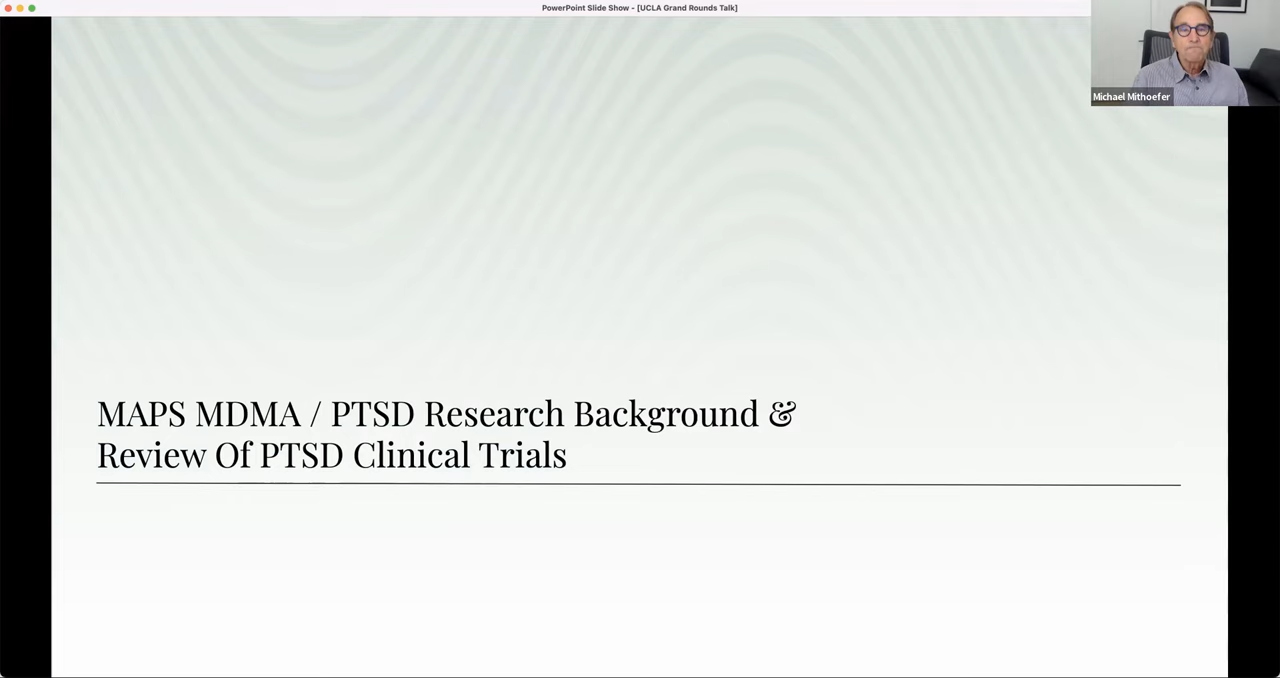 PowerPoint Slide Show - [UCLA Grand Rounds Talk]
Michael Mithoefer
MAPS MDMA / PTSD Research Background &
Review Of PTSD Clinical Trials